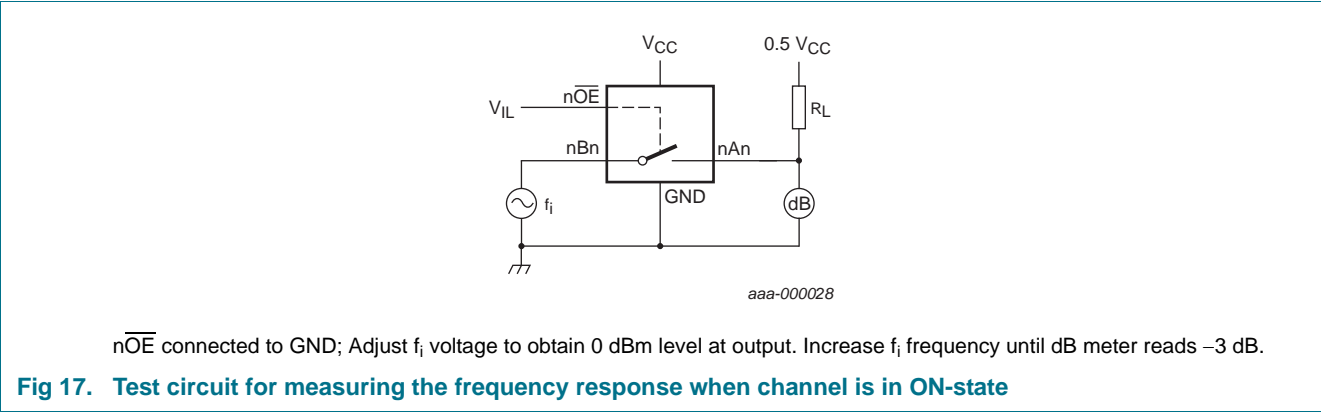 VCC
0.5 VCC
nOE
VIL
RL
nBn
nAn
GND
fi
dB
aaa-000028
nOE connected to GND; Adjust fi voltage to obtain 0 dBm level at output. Increase fi frequency until dB meter reads −3 dB.
Fig 17. Test circuit for measuring the frequency response when channel is in ON-state